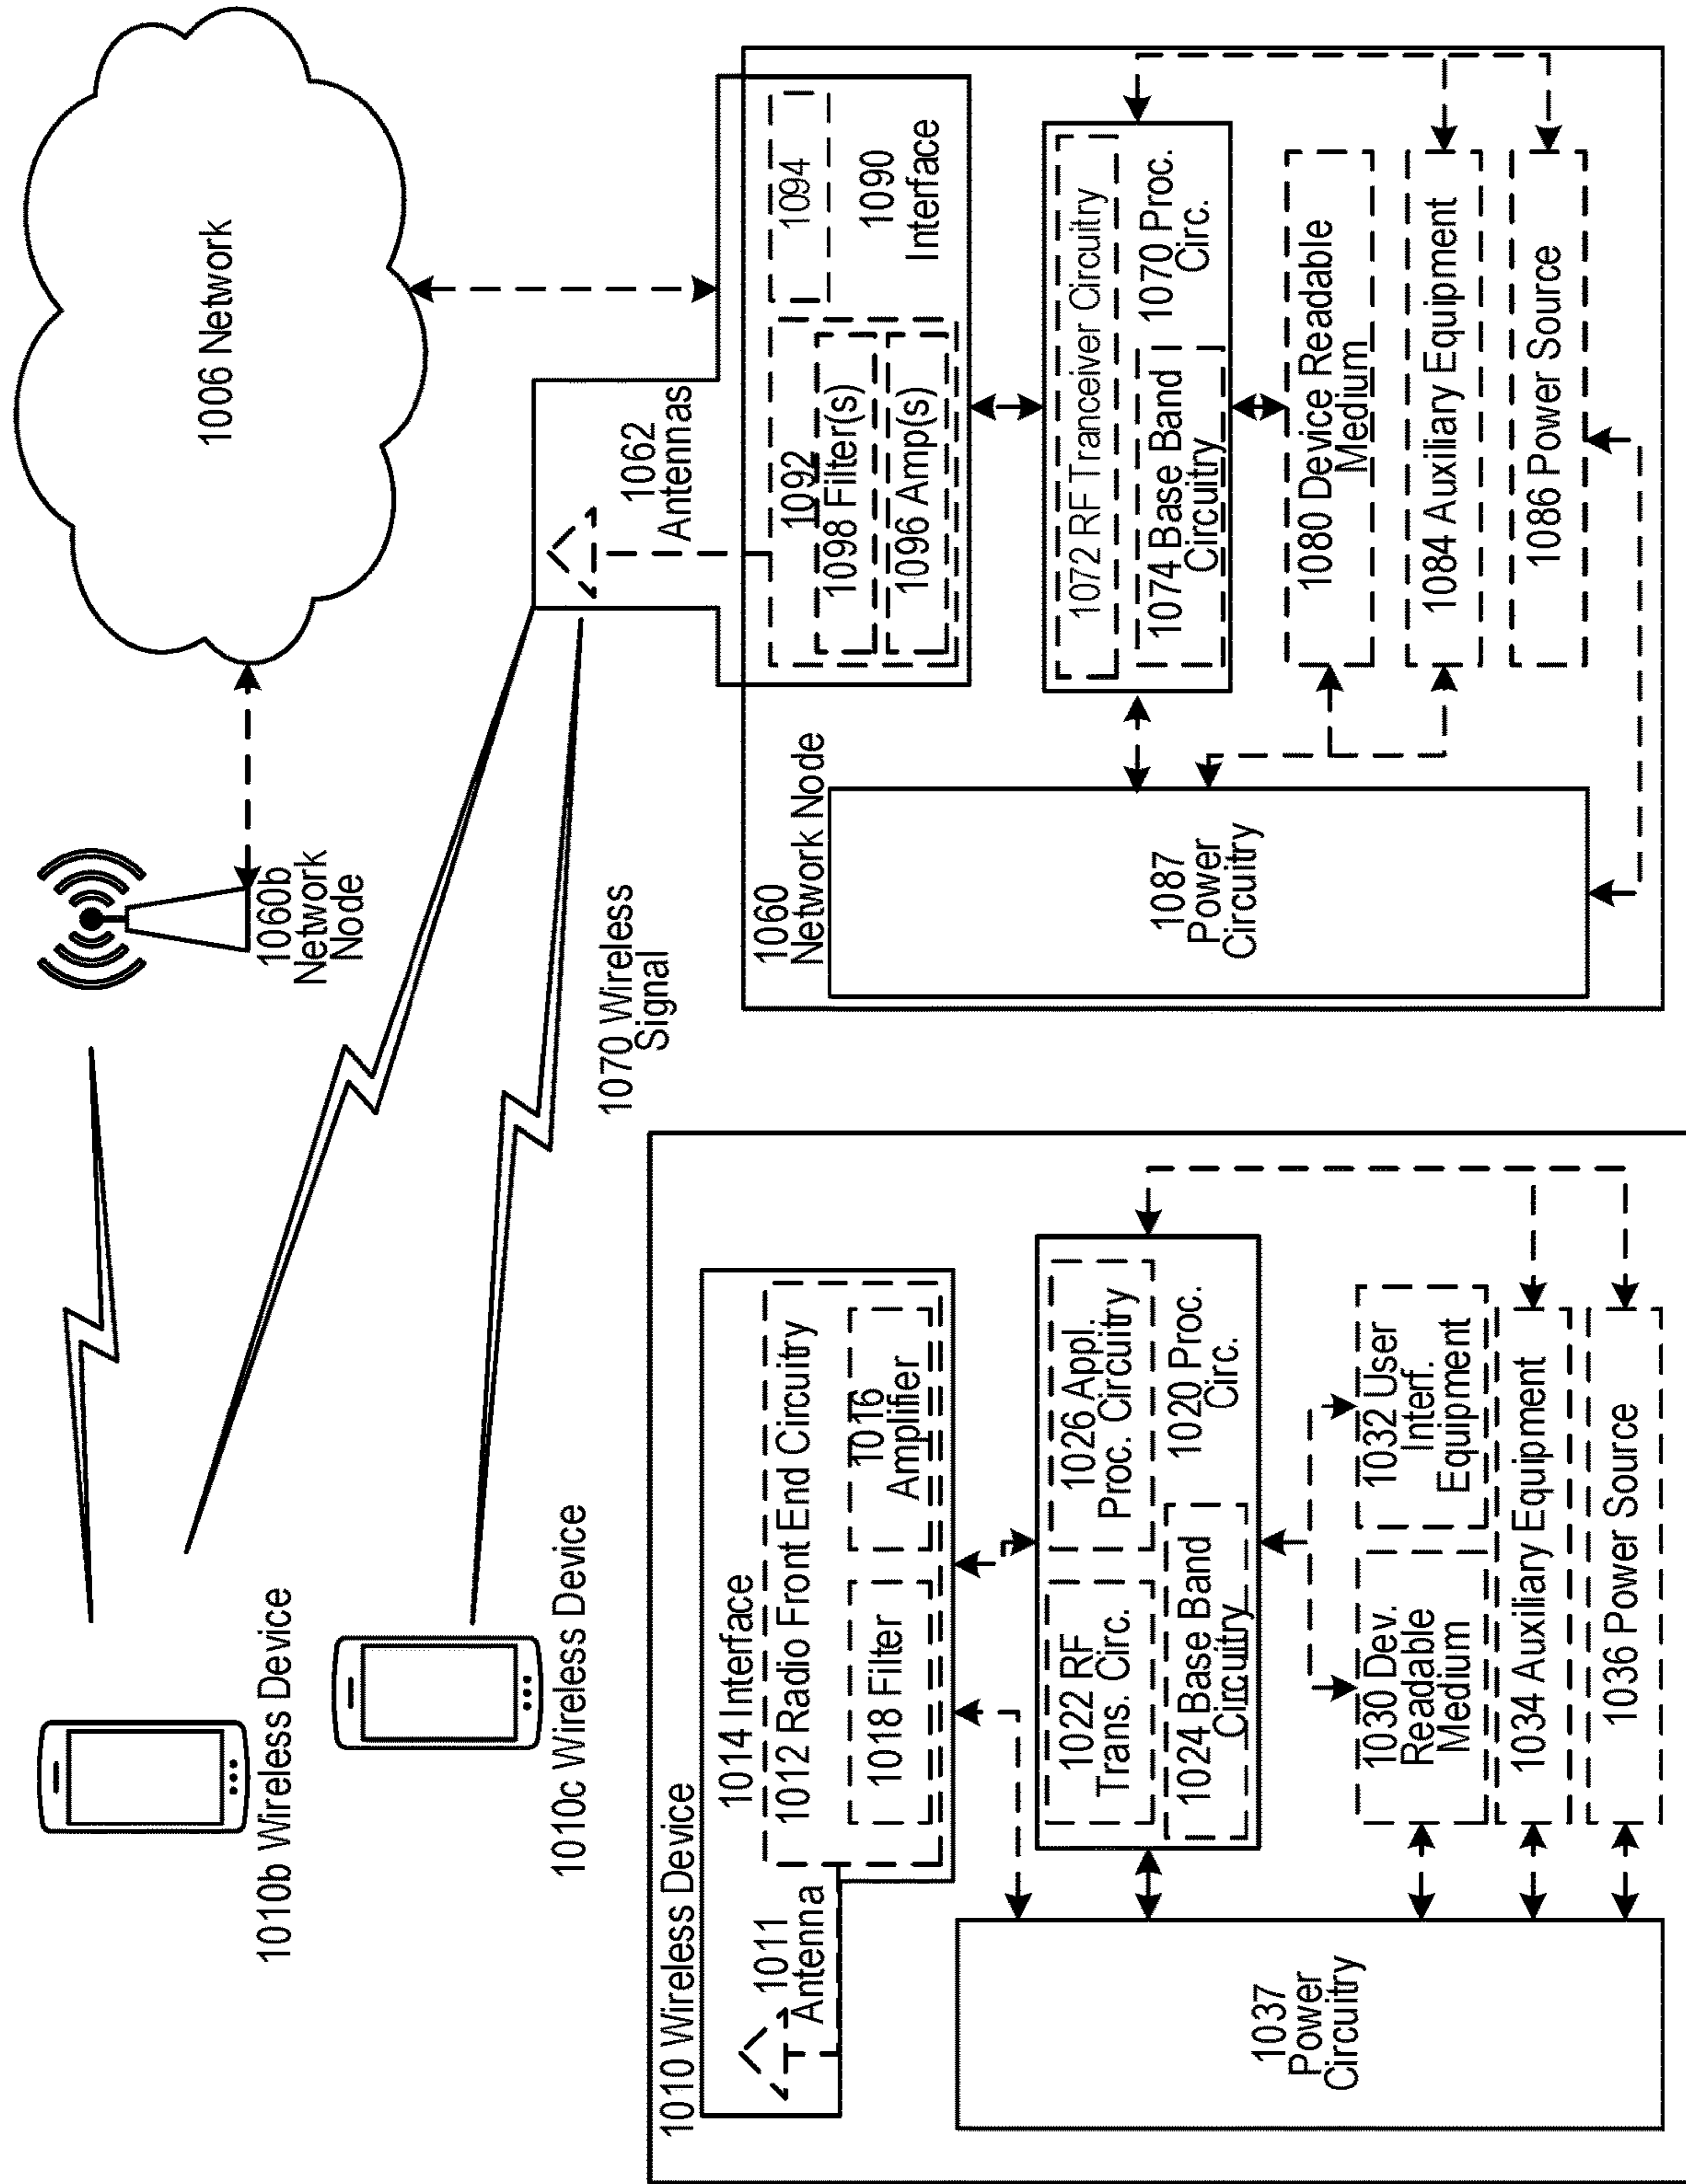 1006 Network
1060b
Network
Node
1010b Wireless Device
1010c Wireless Device
1070 Wireless
Signal
1062
Antennas
1010 Wireless Device
1014 Interface
1012 Radio Front End Circuitry
1011
Antenna
1018 Filter
1016
Amplifier
1022 RF
Trans. Circ.
1026 Appl.
Proc. Circuitry
1024 Base Band
Circuitry
1020 Proc.
Circ.
1030 Dev.
Readable
Medium
1032 User
Interf.
Equipment
1034 Auxiliary Equipment
1036 Power Source
1037
Power
Circuitry
1060
Network Node
1092
1098 Filter(s)
1096 Amp(s)
1094
1090
Interface
1072 RF Tranceiver Circuitry
1074 Base Band
Circuitry
1070 Proc.
Circ.
1080 Device Readable
Medium
1084 Auxiliary Equipment
1086 Power Source
1087
Power
Circuitry